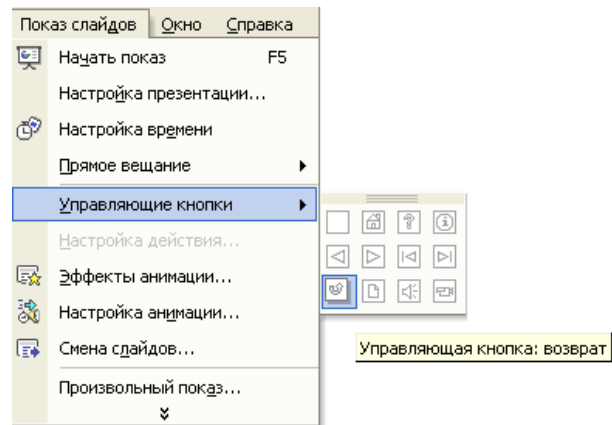 Показ слайдов Окно Справка
Начать показ F5
Настройка презентации...
Настройка времени
Прямое вещание
Управляющие кнопки
Настройка действия...
Эффекты анимации...
Настройка анимации...
Смена слайдов...
Управляющая кнопка: возврат
Произвольный показ...